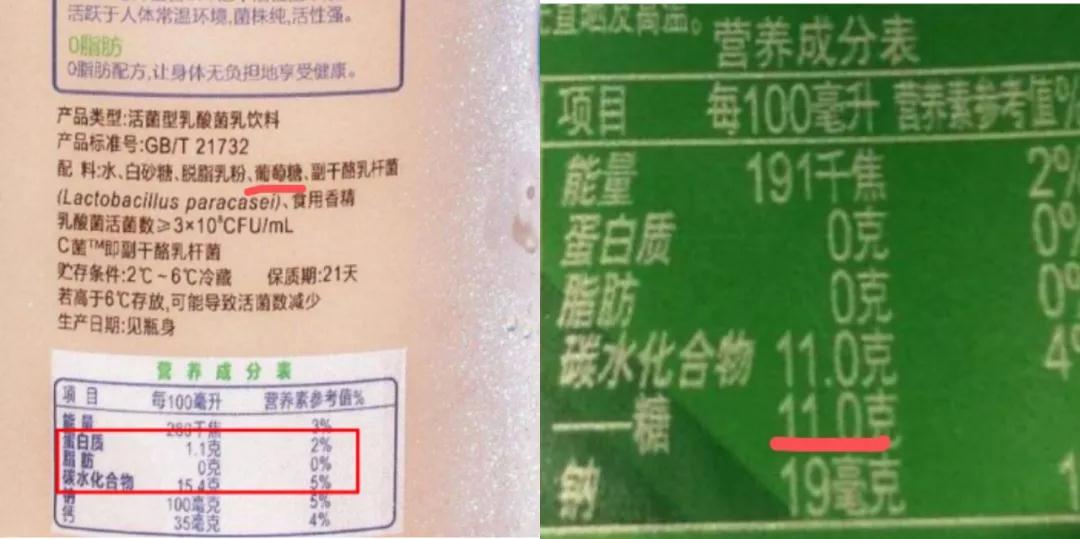 活跃于人体常温环境,菌株纯,活性强。
0脂肪
0脂肪配方,让身体无负担地享受健康。
产品类型:活菌型乳酸菌乳饮料
产品标准号:GB/T 21732
配 料:水、白砂糖、脱脂乳粉、葡萄糖、副干酪乳杆菌
(Lactobacillus paracasei)、食用香精
乳酸菌活菌数≥3×10⁸CFU/mL
C菌™即副干酪乳杆菌
贮存条件:2℃~6℃冷藏 保质期:21天
若高于6℃存放,可能导致活菌数减少
生产日期:见瓶身
营养成分表
项目 每100毫升 营养素参考值%
能量 280千焦 3%
蛋白质 1.1克 2%
脂肪 0克 0%
碳水化合物 15.4克 5%
钠 100毫克 5%
钙 35毫克 4%
直晒及高温。
营养成分表
项目 每100毫升 营养素参考值%
能量 191千焦 2%
蛋白质 0克 0%
脂肪 0克 0%
碳水化合物 11.0克 4%
——糖 11.0克
钠 19毫克 1